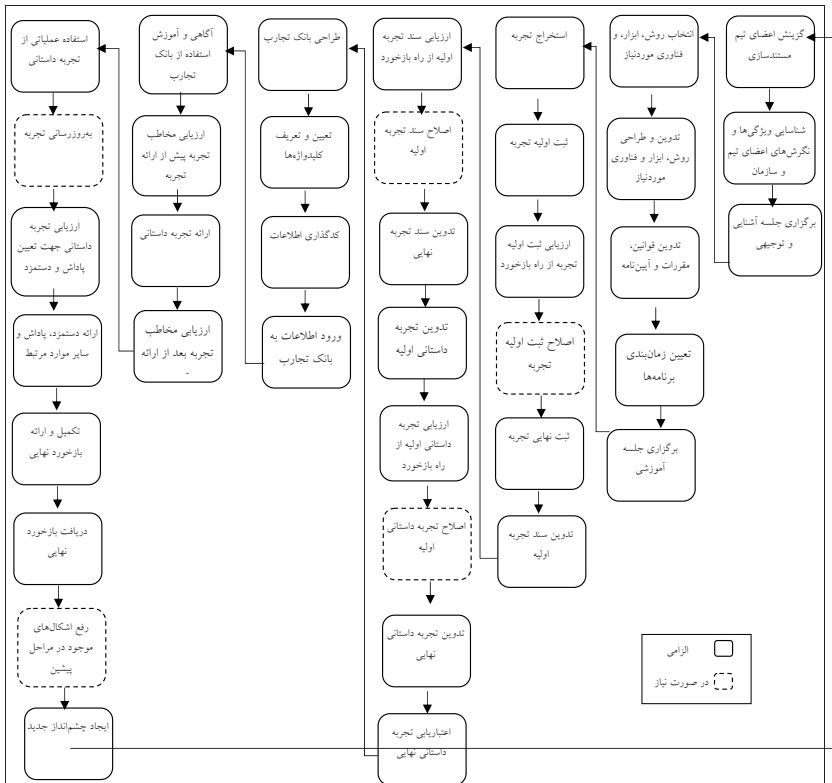 گزینش اعضای تیم
مستندسازی
شناسایی ویژگی‌ها و
نگرش‌های اعضای تیم
و سازمان
برگزاری جلسه آشنایی
و توجیهی
انتخاب روش، ابزار، و
فناوری موردنیاز
تدوین و طراحی
روش، ابزار و فناوری
موردنیاز
تدوین قوانین،
مقررات و آیین‌نامه
تعیین زمان‌بندی
برنامه‌ها
برگزاری جلسه
آموزشی
استخراج تجربه
ثبت اولیه تجربه
ارزیابی ثبت اولیه
تجربه از راه بازخورد
اصلاح ثبت اولیه
تجربه
ثبت نهایی تجربه
تدوین سند تجربه
اولیه
ارزیابی سند تجربه
اولیه از راه بازخورد
اصلاح سند تجربه
اولیه
تدوین سند تجربه
نهایی
تدوین تجربه
داستانی اولیه
ارزیابی تجربه
داستانی اولیه از
راه بازخورد
اصلاح تجربه داستانی
اولیه
تدوین تجربه داستانی
نهایی
اعتباریابی تجربه
داستانی نهایی
طراحی بانک تجارب
تعیین و تعریف
کلیدواژه‌ها
کدگذاری اطلاعات
ورود اطلاعات به
بانک تجارب
آگاهی و آموزش
استفاده از بانک
تجارب
ارزیابی مخاطب
تجربه پیش از ارائه
تجربه
ارائه تجربه داستانی
ارزیابی مخاطب
تجربه بعد از ارائه
استفاده عملیاتی از
تجربه داستانی
به‌روزرسانی تجربه
ارزیابی تجربه
داستانی جهت تعیین
پاداش و دستمزد
ارائه دستمزد، پاداش و
سایر موارد مرتبط
تکمیل و ارائه
بازخورد نهایی
دریافت بازخورد
نهایی
رفع اشکال‌های
موجود در مراحل
پیشین
ایجاد چشم‌انداز جدید
الزامی
در صورت نیاز